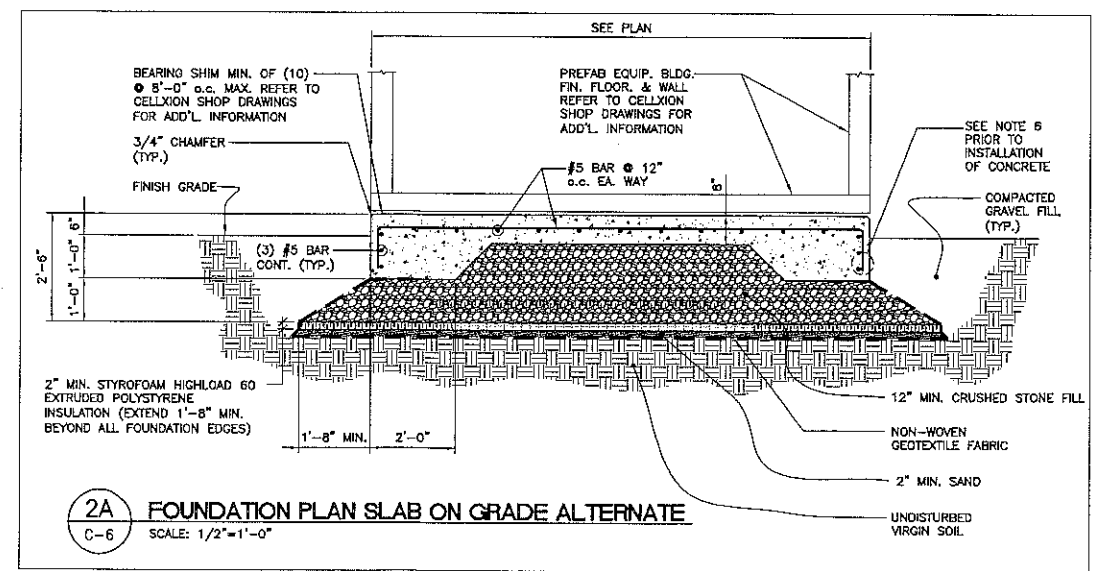 SEE PLAN
BEARING SHIM MIN. OF (10)
@ 8'-0" o.c. MAX. REFER TO
CELLXION SHOP DRAWINGS
FOR ADD'L. INFORMATION
PREFAB EQUIP. BLDG.
FIN. FLOOR. & WALL
REFER TO CELLXION
SHOP DRAWINGS FOR
ADD'L. INFORMATION
SEE NOTE 6
PRIOR TO
INSTALLATION
OF CONCRETE
3/4" CHAMFER
(TYP.)
#5 BAR @ 12"
o.c. EA. WAY
8"
FINISH GRADE
COMPACTED
GRAVEL FILL
(TYP.)
6"
2'-6"
1'-0"
(3) #5 BAR
CONT. (TYP.)
1'-0"
2" MIN. STYROFOAM HIGHLOAD 60
EXTRUDED POLYSTYRENE
INSULATION (EXTEND 1'-8" MIN.
BEYOND ALL FOUNDATION EDGES)
12" MIN. CRUSHED STONE FILL
1'-8" MIN.
2'-0"
NON-WOVEN
GEOTEXTILE FABRIC
2" MIN. SAND
UNDISTURBED
VIRGIN SOIL
2A
C-6
FOUNDATION PLAN SLAB ON GRADE ALTERNATE
SCALE: 1/2"=1'-0"